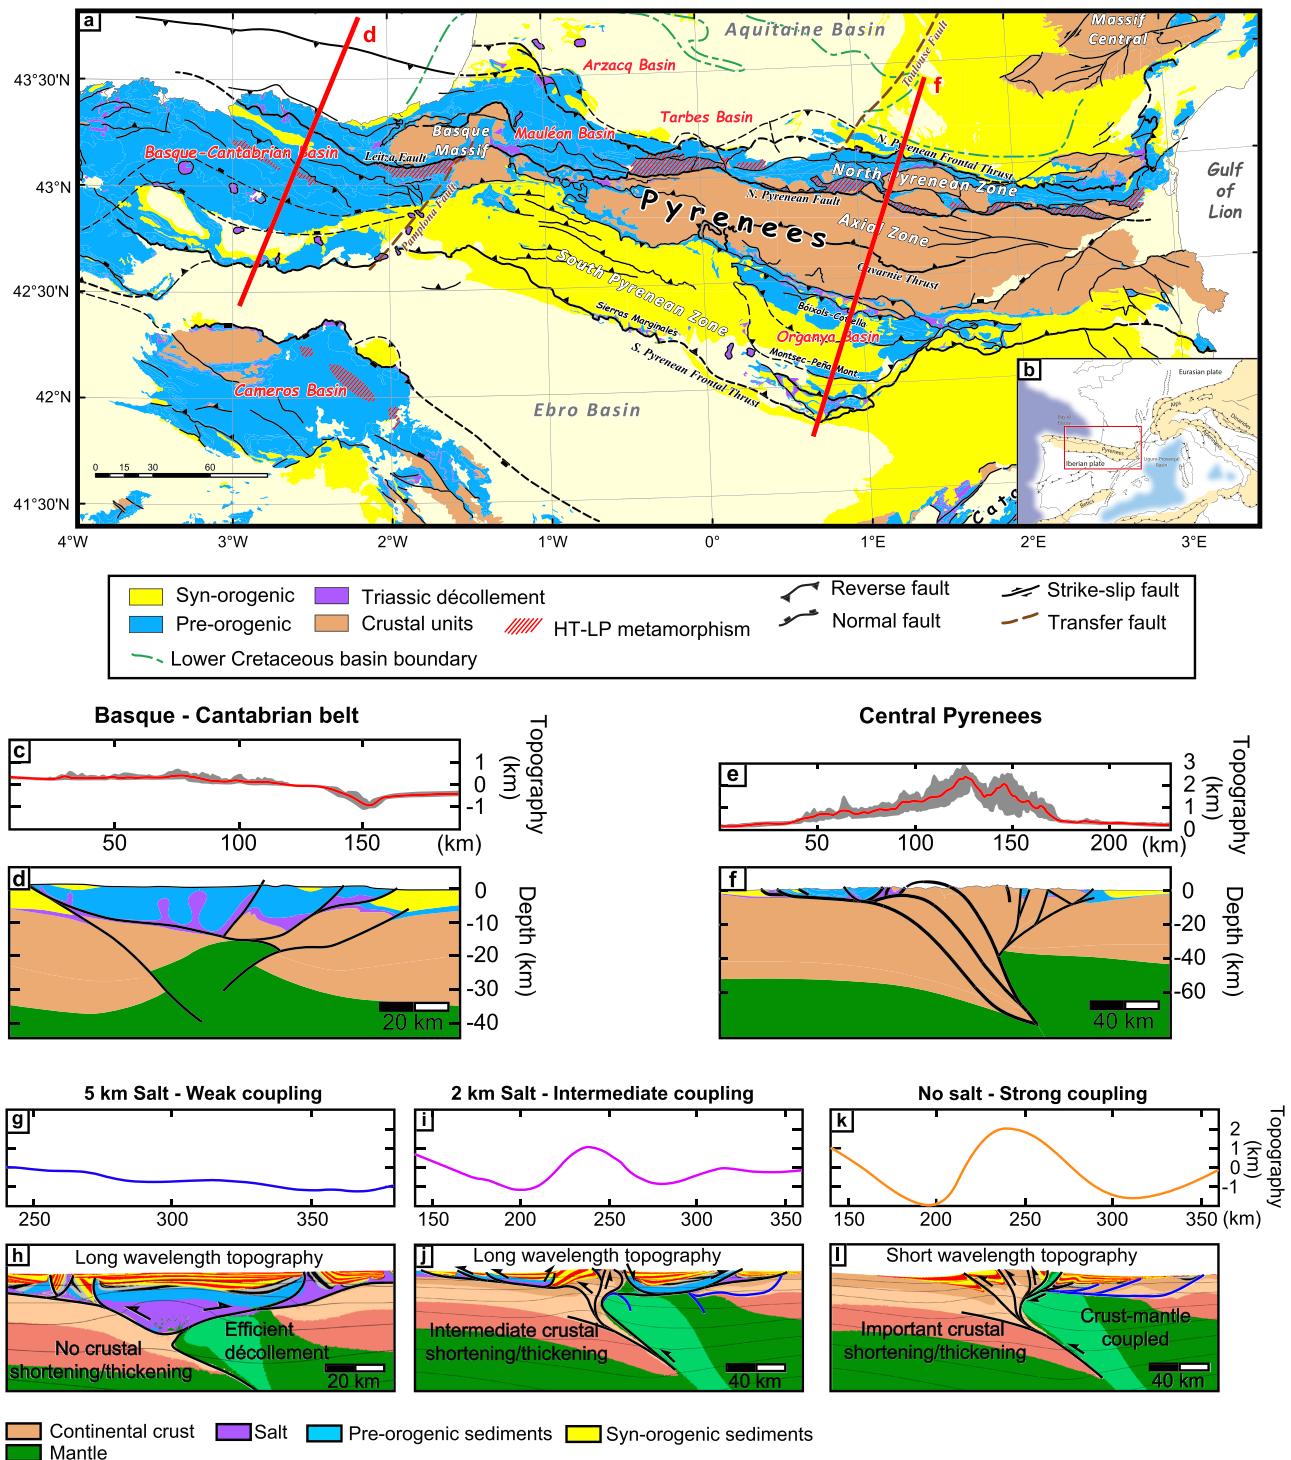 a
d
f
Aquitaine Basin
Massif
Central
Toulouse Fault
Arzacq Basin
Tarbes Basin
Mauléon Basin
Basque
Massif
Basque-Cantabrian Basin
Leitza Fault
Pamplona Fault
N. Pyrenean Frontal Thrust
North Pyrenean Zone
N. Pyrenean Fault
Pyrenees
Axial Zone
Gavarnie Thrust
Gulf
of
Lion
South Pyrenean Zone
Sierras Marginales
S. Pyrenean Frontal Thrust
Bóixols-Cotiella
Organya Basin
Montsec-Peña Mont.
Cameros Basin
Ebro Basin
Cata
0 15 30 60
43°30'N
43°N
42°30'N
42°N
41°30'N
4°W 3°W 2°W 1°W 0° 1°E 2°E 3°E
b
Eurasian plate
Alps
Pyrenees
Iberian plate
Liguro-Provençal
Basin
Betics
Syn-orogenic
Pre-orogenic
Triassic décollement
Crustal units
HT-LP metamorphism
Reverse fault
Normal fault
Strike-slip fault
Transfer fault
Lower Cretaceous basin boundary
Basque - Cantabrian belt
Central Pyrenees
c
1
0
-1
Topography
(km)
50 100 150 (km)
e
3
2
1
0
Topography
(km)
50 100 150 200 (km)
d
0
-10
-20
-30
-40
Depth (km)
20 km
f
0
-20
-40
-60
Depth (km)
40 km
5 km Salt - Weak coupling
2 km Salt - Intermediate coupling
No salt - Strong coupling
g
250 300 350
i
150 200 250 300 350
k
2
1
0
-1
Topography
(km)
150 200 250 300 350 (km)
h
Long wavelength topography
No crustal
shortening/thickening
Efficient
décollement
20 km
j
Long wavelength topography
Intermediate crustal
shortening/thickening
40 km
l
Short wavelength topography
Important crustal
shortening/thickening
Crust-mantle
coupled
40 km
Continental crust
Salt
Pre-orogenic sediments
Syn-orogenic sediments
Mantle